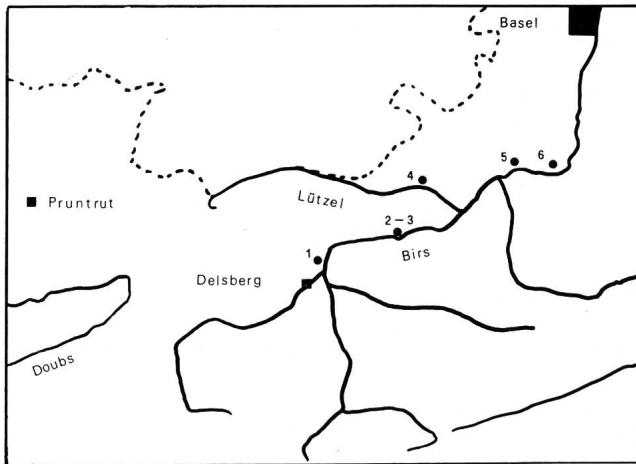 Basel
5
6
4
Pruntrut
Lützel
2–3
Birs
1
Delsberg
Doubs